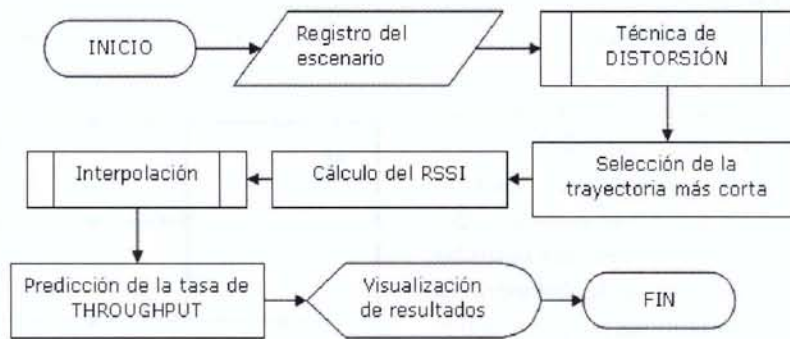 INICIO
Registro del
escenario
Técnica de
DISTORSIÓN
Selección de la
trayectoria más corta
Cálculo del RSSI
Interpolación
Predicción de la tasa de
THROUGHPUT
Visualización
de resultados
FIN